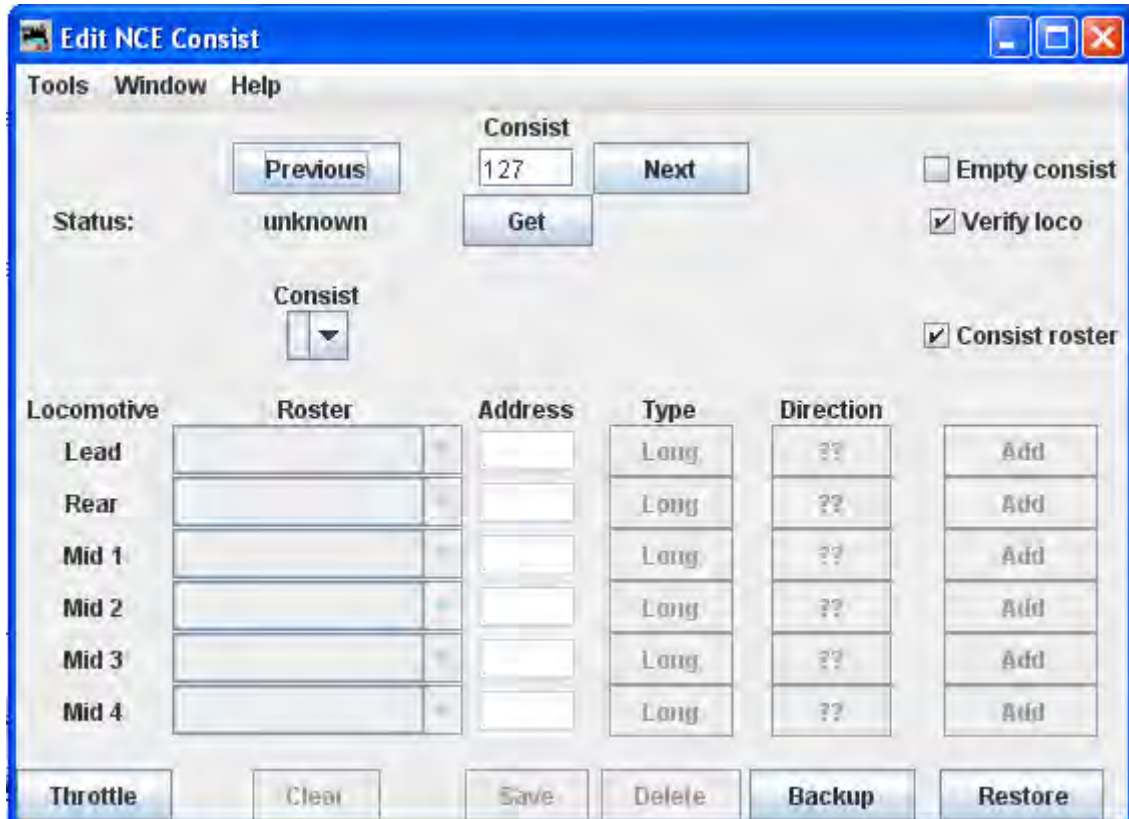 Edit NCE Consist
Tools Window Help
Consist
Previous 127 Next Empty consist
Status: unknown Get Verify loco
Consist
Consist roster
Locomotive Roster Address Type Direction
Lead Long ?? Add
Rear Long ?? Add
Mid 1 Long ?? Add
Mid 2 Long ?? Add
Mid 3 Long ?? Add
Mid 4 Long ?? Add
Throttle Clear Save Delete Backup Restore